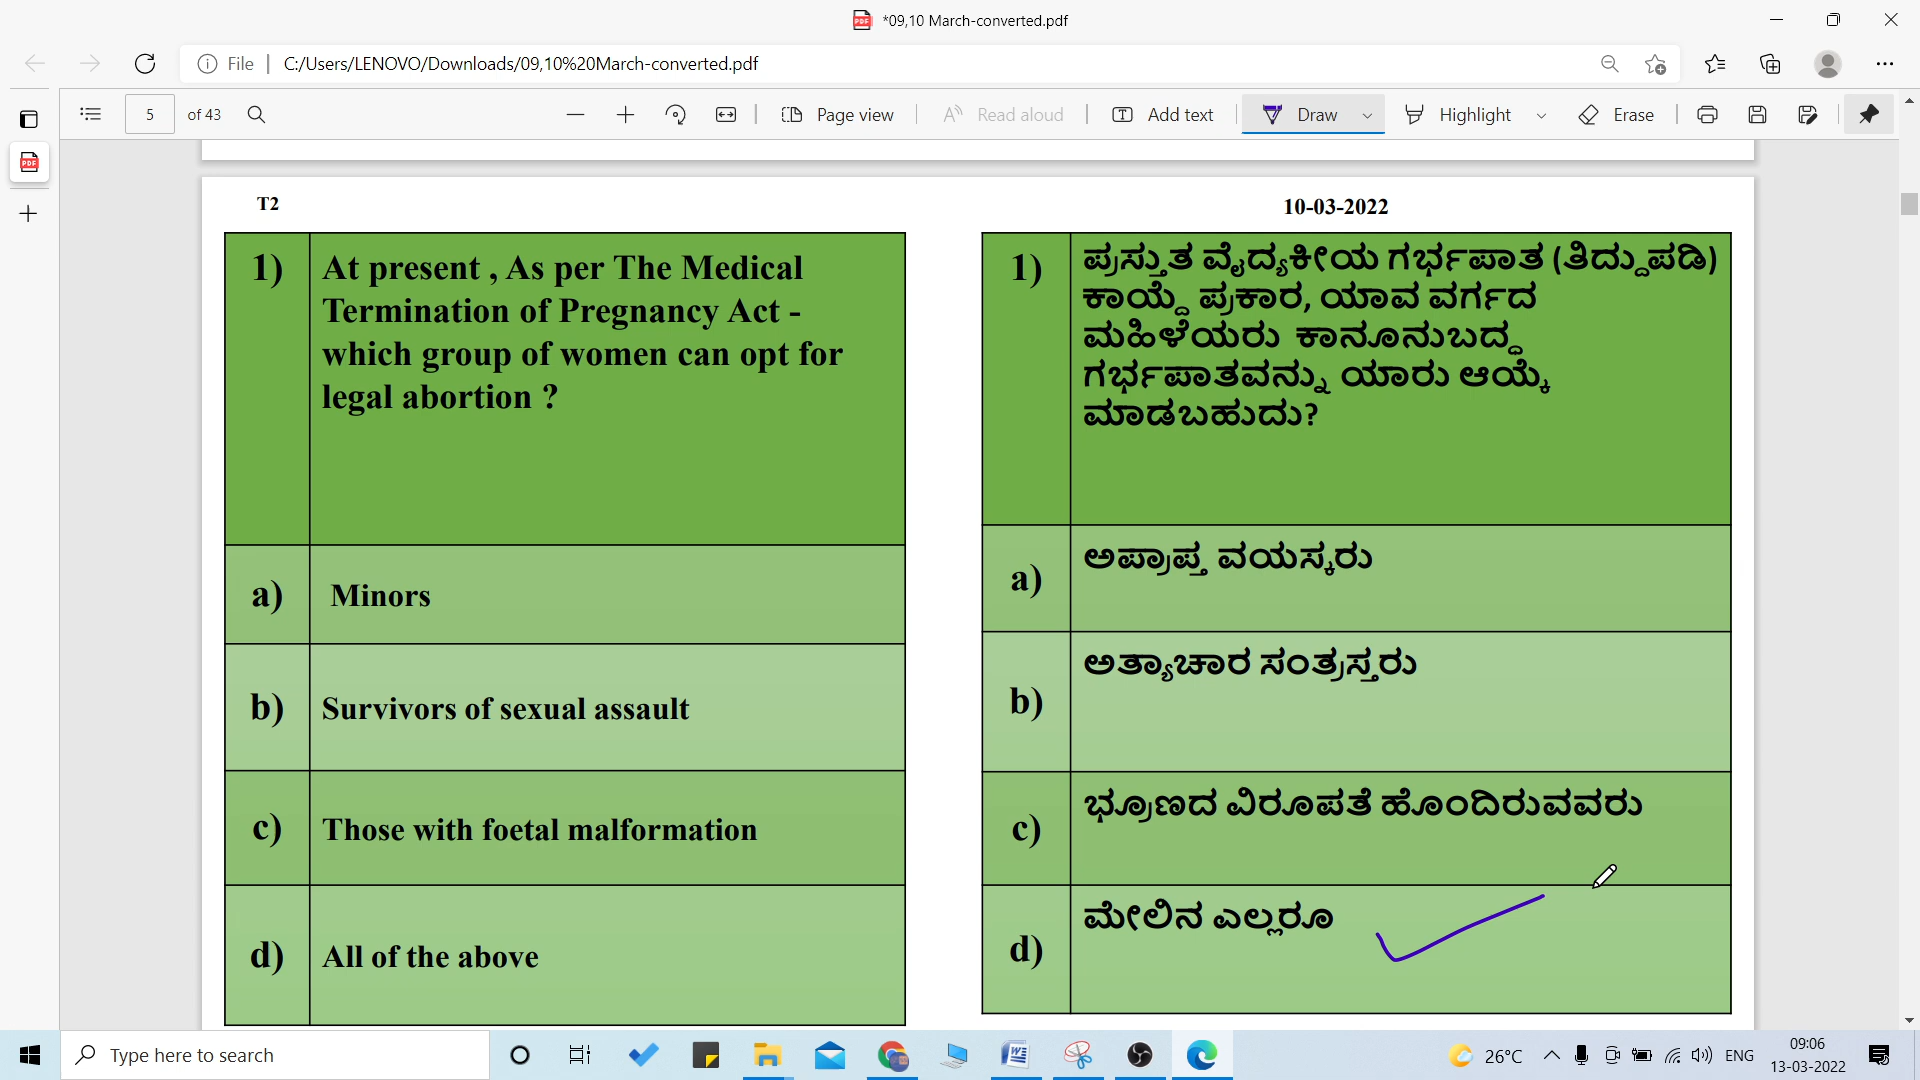 *09,10 March-converted.pdf
File
C:/Users/LENOVO/Downloads/09,10%20March-converted.pdf
5 of 43
Page view
Read aloud
Add text
Draw
Highlight
Erase
T2
10-03-2022
1) At present , As per The Medical
Termination of Pregnancy Act -
which group of women can opt for
legal abortion ?
a) Minors
b) Survivors of sexual assault
c) Those with foetal malformation
d) All of the above
1) ಪ್ರಸ್ತುತ ವೈದ್ಯಕೀಯ ಗರ್ಭಪಾತ (ತಿದ್ದುಪಡಿ)
ಕಾಯ್ದೆ ಪ್ರಕಾರ, ಯಾವ ವರ್ಗದ
ಮಹಿಳೆಯರು ಕಾನೂನುಬದ್ಧ
ಗರ್ಭಪಾತವನ್ನು ಯಾರು ಆಯ್ಕೆ
ಮಾಡಬಹುದು?
a) ಅಪ್ರಾಪ್ತ ವಯಸ್ಕರು
b) ಅತ್ಯಾಚಾರ ಸಂತ್ರಸ್ತರು
c) ಭ್ರೂಣದ ವಿರೂಪತೆ ಹೊಂದಿರುವವರು
d) ಮೇಲಿನ ಎಲ್ಲರೂ
Type here to search
26°C
ENG
09:06
13-03-2022